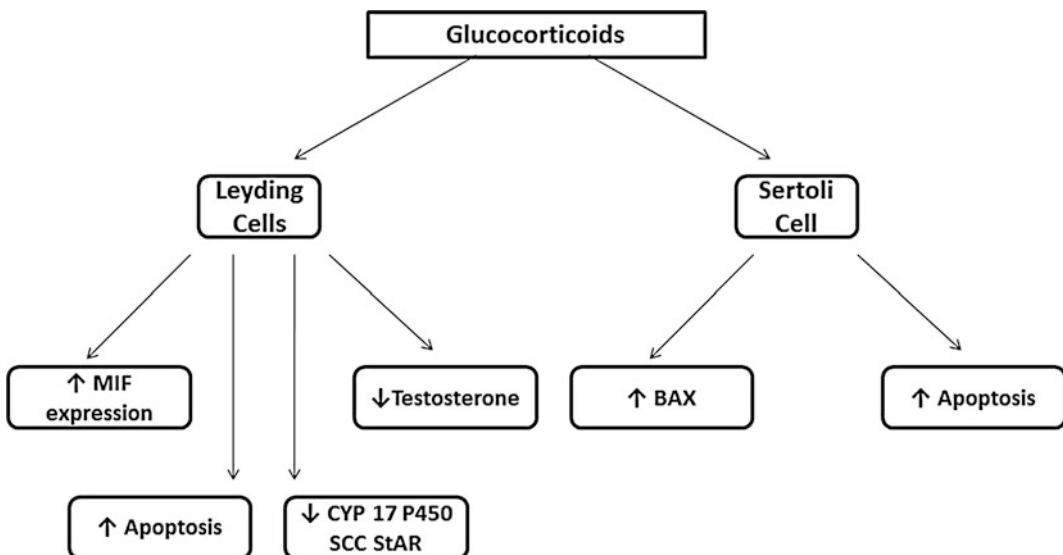 Glucocorticoids
Leyding
Cells
Sertoli
Cell
↑ MIF
expression
↓Testosterone
↑ BAX
↑ Apoptosis
↑ Apoptosis
↓ CYP 17 P450
SCC StAR